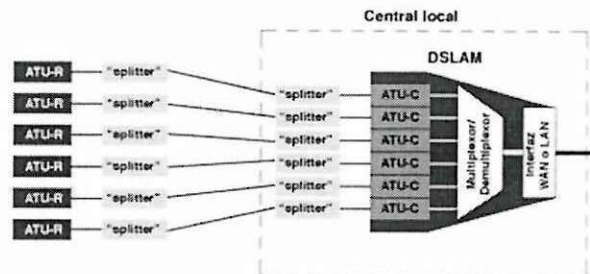 Central local
DSLAM
ATU-R "splitter" "splitter" ATU-C
ATU-R "splitter" "splitter" ATU-C
ATU-R "splitter" "splitter" ATU-C
ATU-R "splitter" "splitter" ATU-C
ATU-R "splitter" "splitter" ATU-C
ATU-R "splitter" "splitter" ATU-C
Multiplexor/
Demultiplexor
Interfaz
WAN o LAN